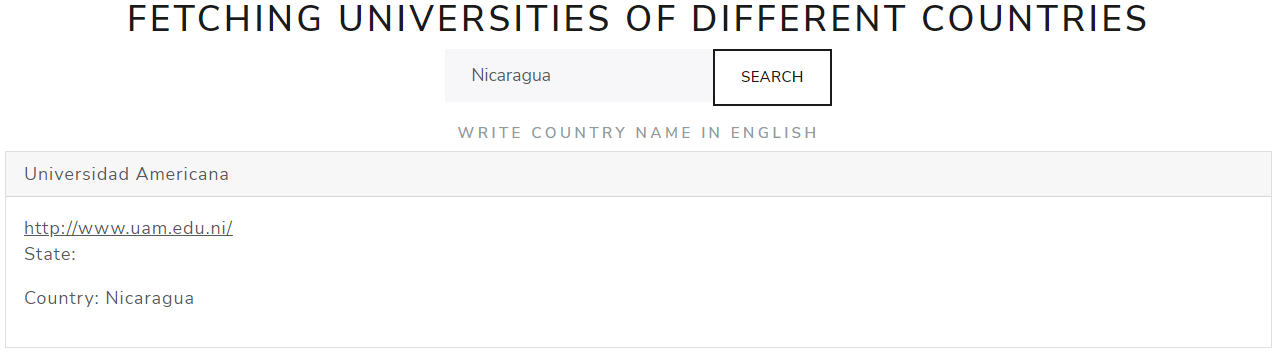 FETCHING UNIVERSITIES OF DIFFERENT COUNTRIES
Nicaragua
SEARCH
WRITE COUNTRY NAME IN ENGLISH
Universidad Americana
http://www.uam.edu.ni/
State:
Country: Nicaragua